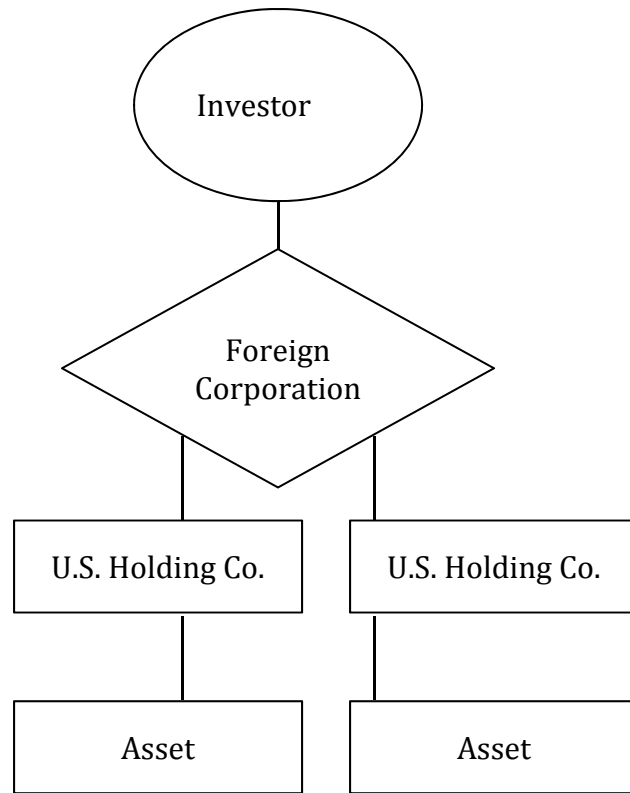 Investor
Foreign
Corporation
U.S. Holding Co.
U.S. Holding Co.
Asset
Asset